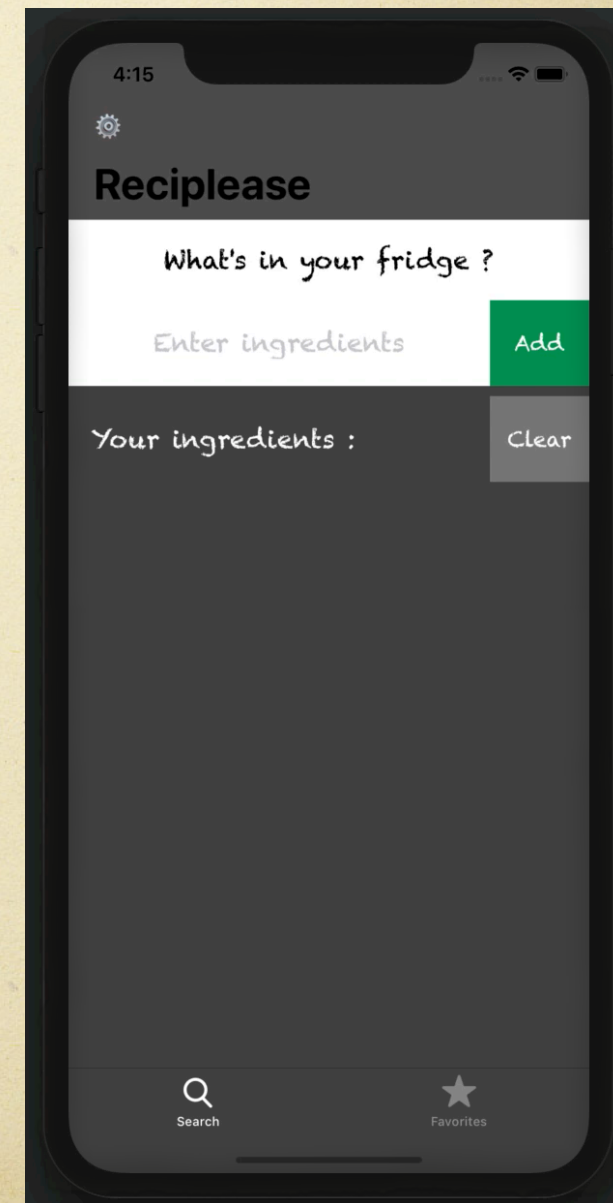 4:15
Reciplease
What's in your fridge ?
Enter ingredients
Add
Your ingredients :
Clear
Search
Favorites